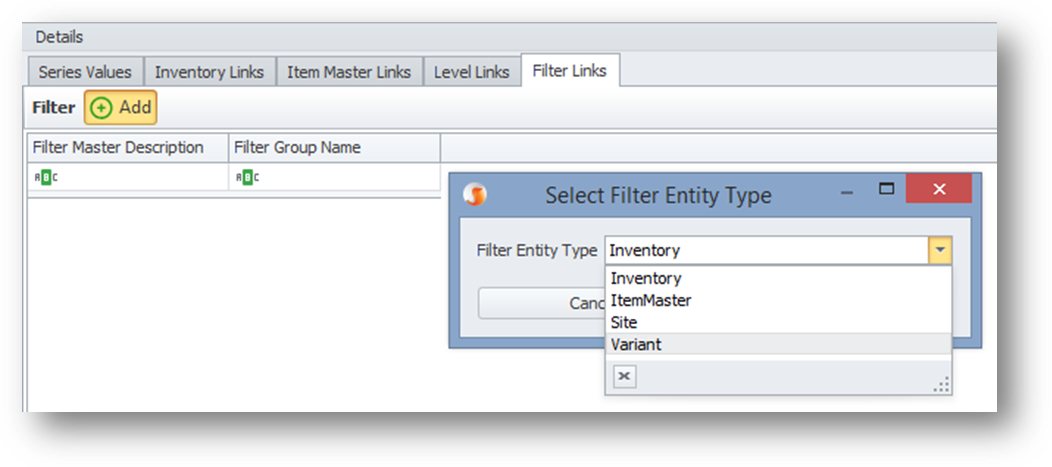 Details
Series Values Inventory Links Item Master Links Level Links Filter Links
Filter Add
Filter Master Description Filter Group Name
ABC ABC
Select Filter Entity Type
Filter Entity Type Inventory
Inventory
ItemMaster
Canc
Site
Variant